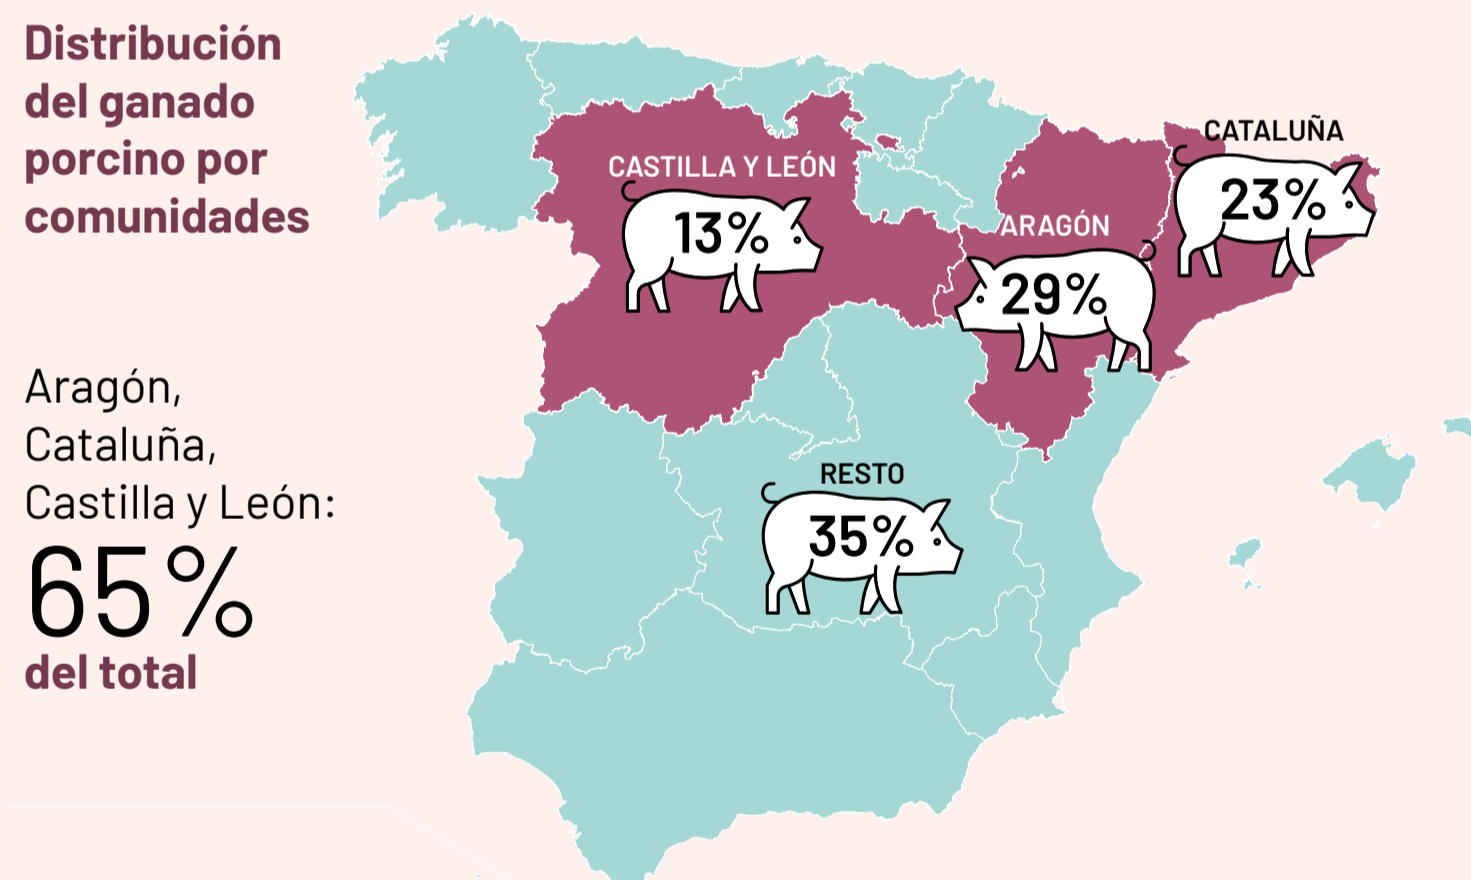 Distribución
del ganado
porcino por
comunidades
Aragón,
Cataluña,
Castilla y León:
65%
del total
CASTILLA Y LEÓN
13%
ARAGÓN
29%
CATALUÑA
23%
RESTO
35%